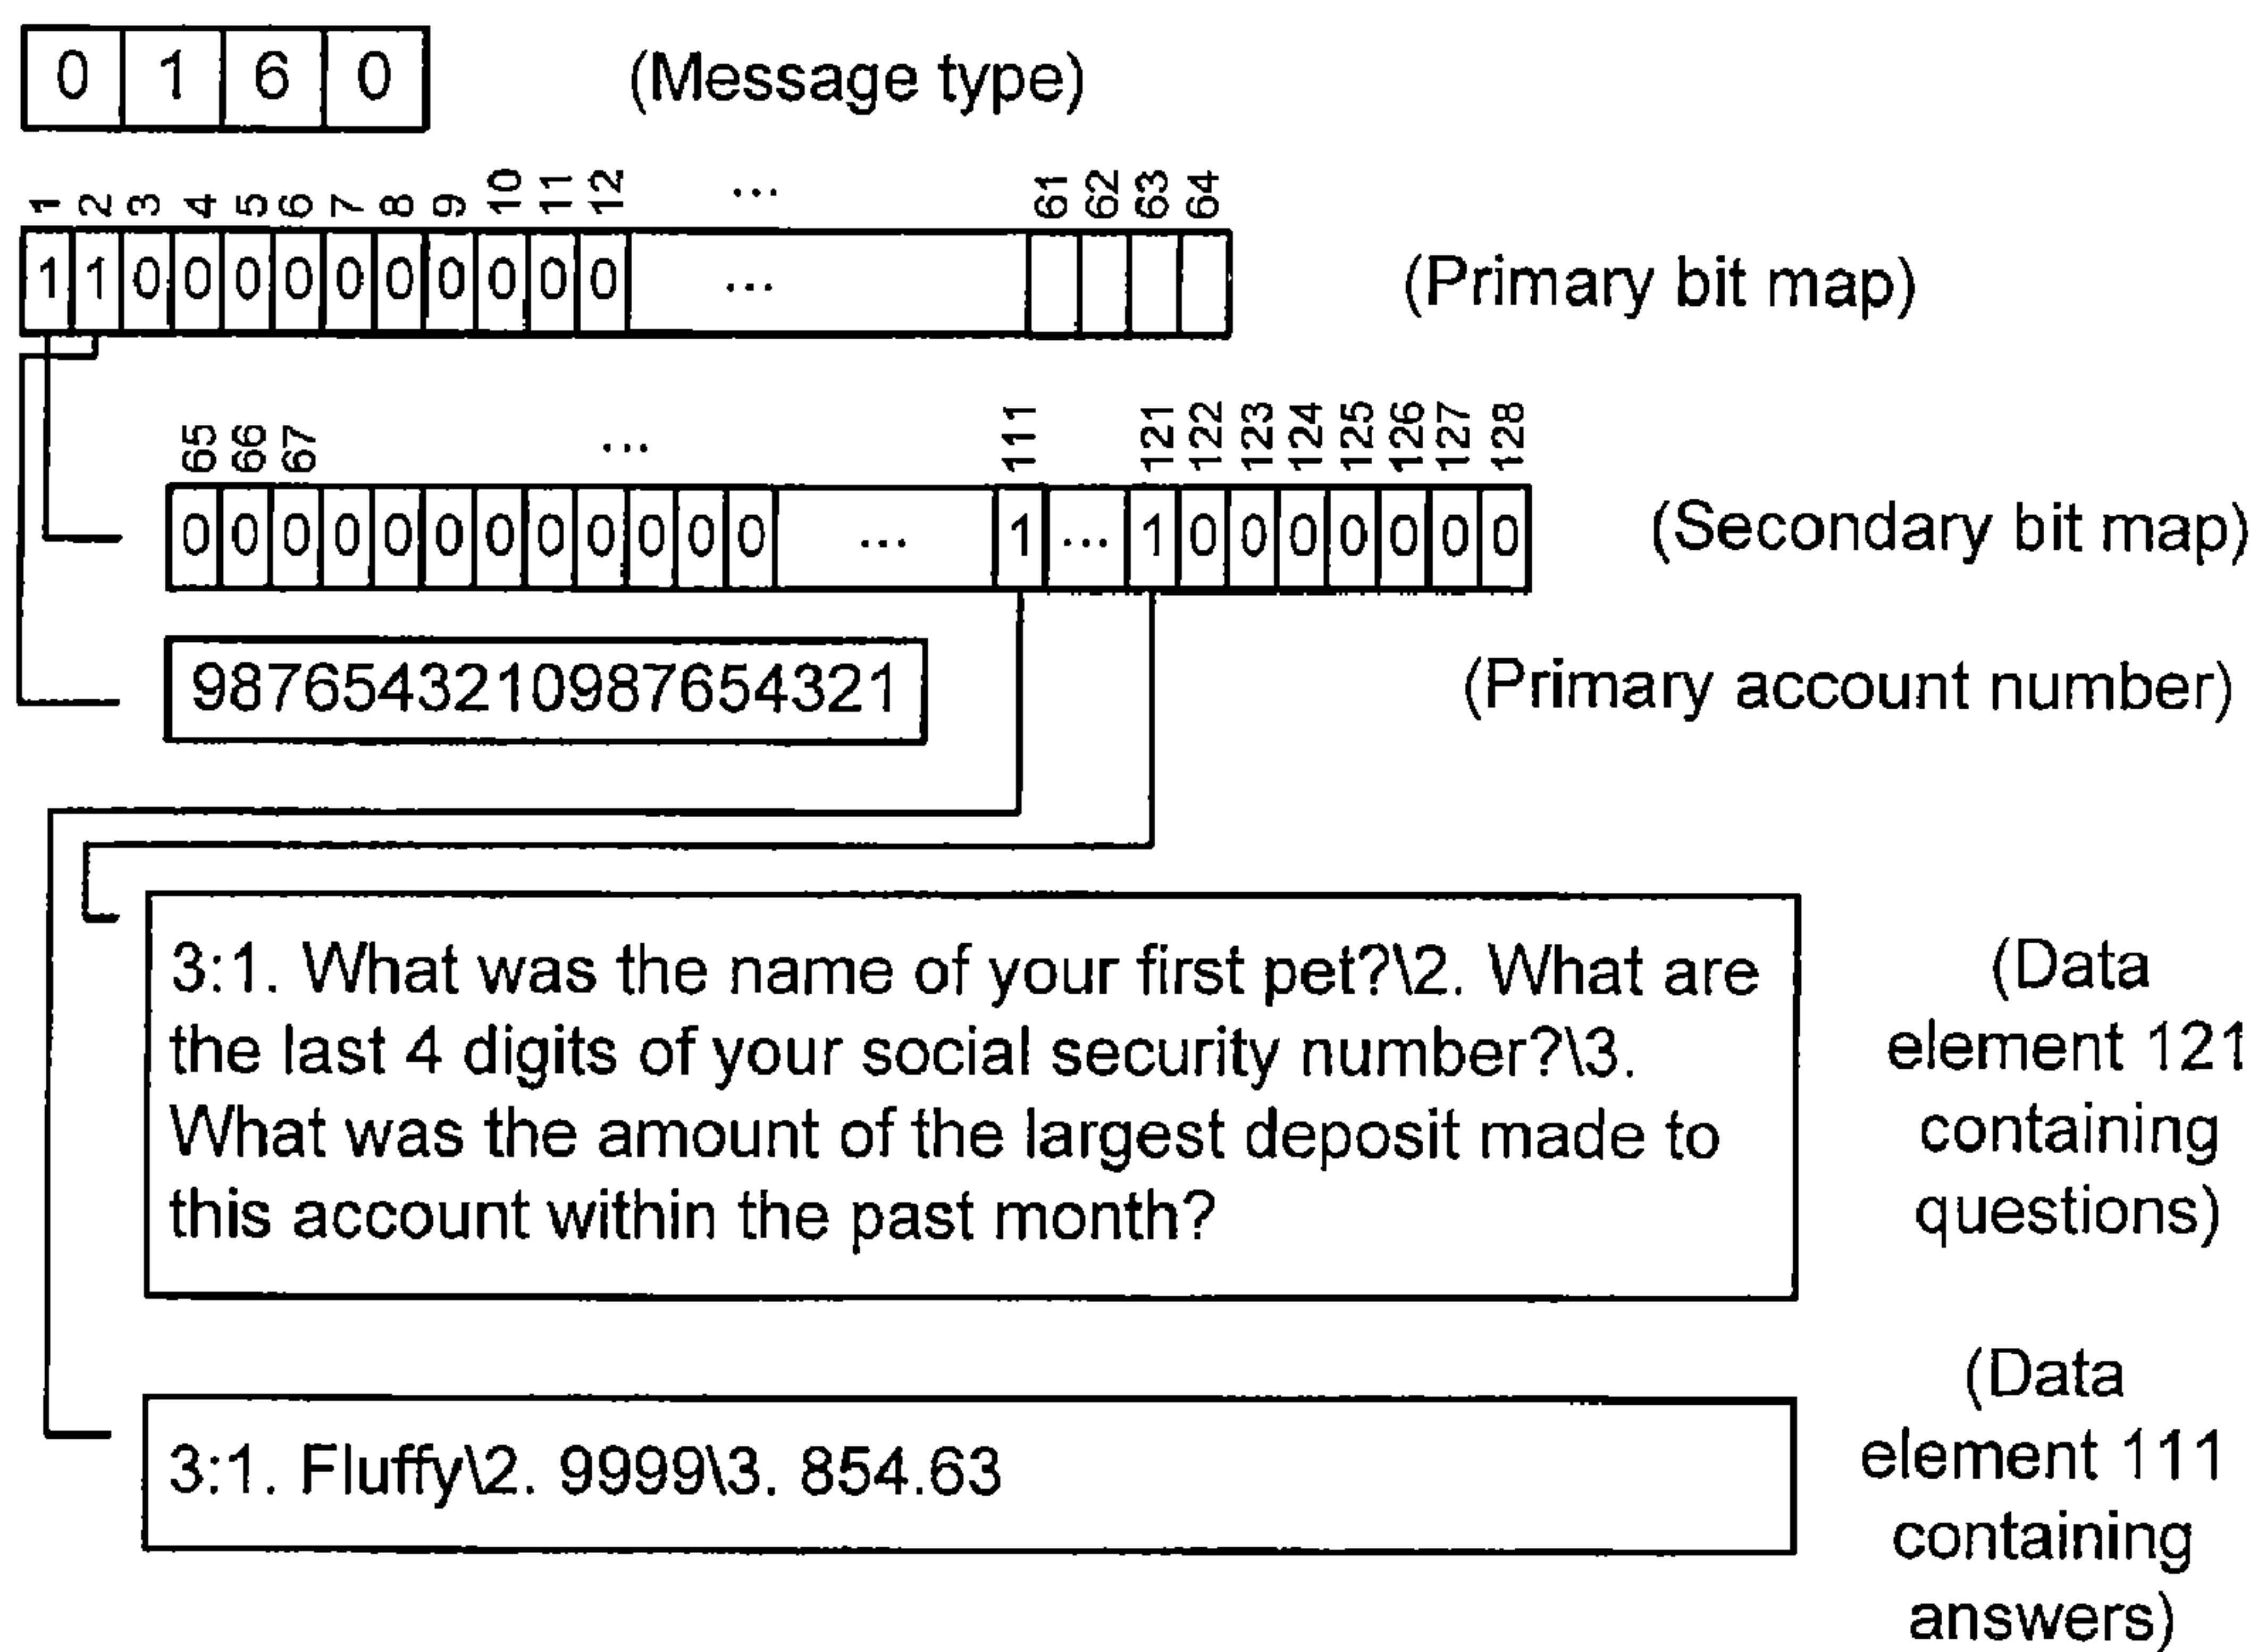 0 1 6 0 (Message type)
1 2 3 4 5 6 7 8 9 10 11 12 ... 61 62 63 64
1 1 0 0 0 0 0 0 0 0 0 0 ... (Primary bit map)
65 66 67 ... 111 121 122 123 124 125 126 127 128
0 0 0 0 0 0 0 0 0 0 0 0 ... 1 ... 1 0 0 0 0 0 0 0 (Secondary bit map)
9876543210987654321 (Primary account number)
3:1. What was the name of your first pet?\2. What are
the last 4 digits of your social security number?\3.
What was the amount of the largest deposit made to
this account within the past month?
(Data
element 121
containing
questions)
3:1. Fluffy\2. 9999\3. 854.63
(Data
element 111
containing
answers)